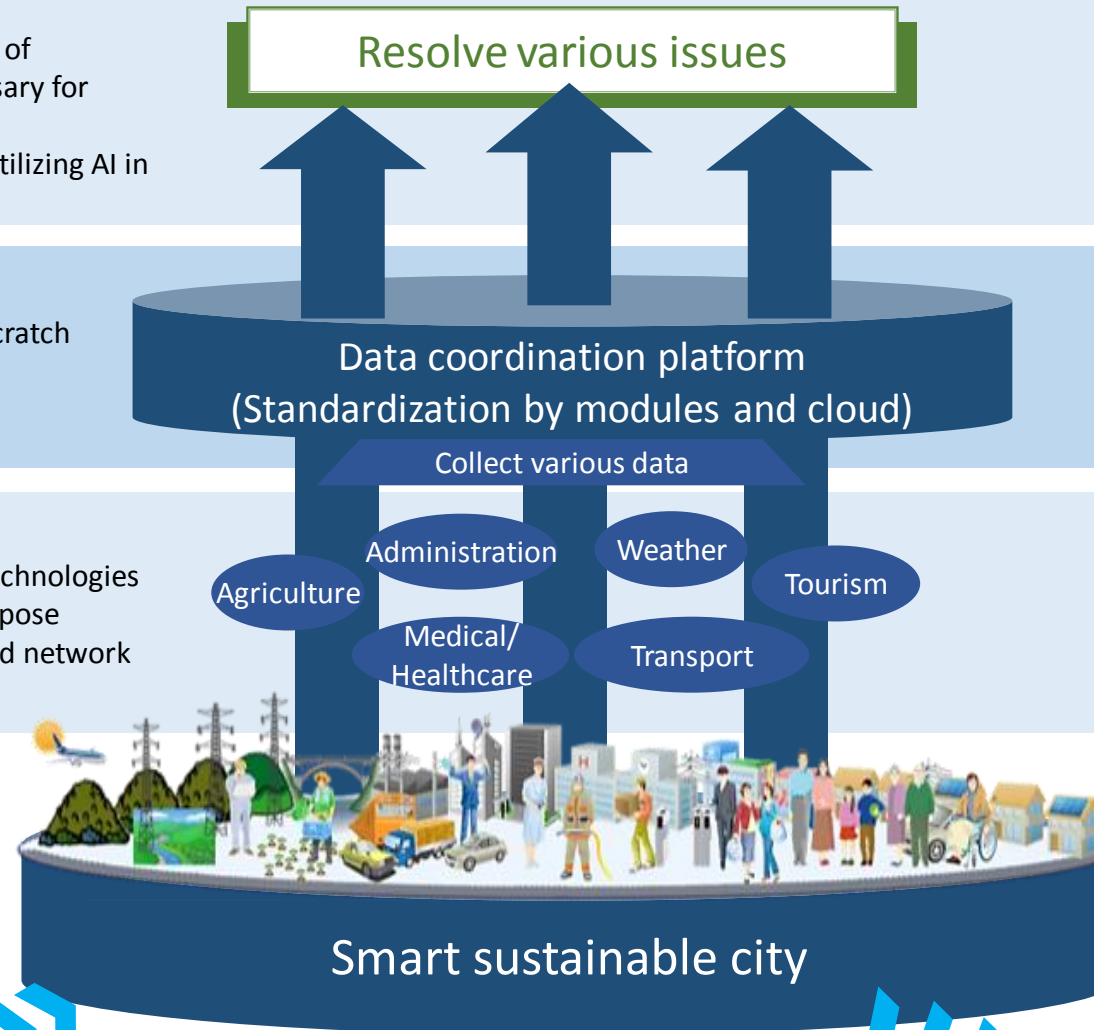 Resolve various issues
of
sary for
tilizing AI in
cratch
Data coordination platform
(Standardization by modules and cloud)
Collect various data
Administration
Weather
Agriculture
Tourism
Medical/
Healthcare
Transport
chnologies
pose
d network
Smart sustainable city